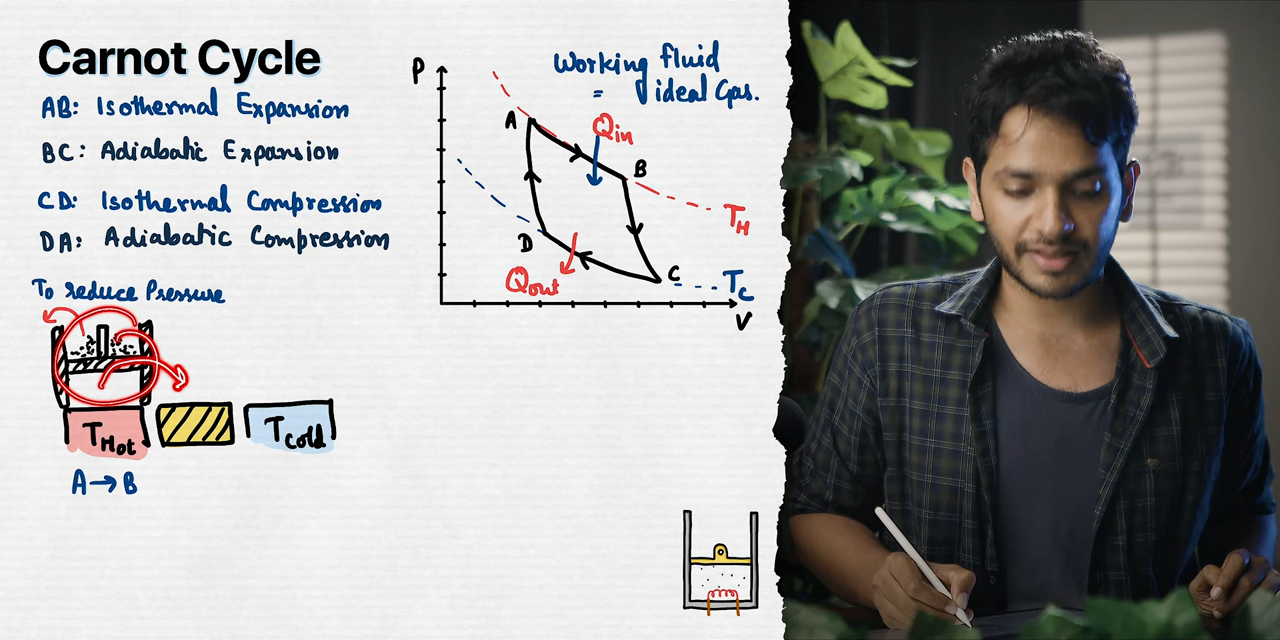 Carnot Cycle
AB: Isothermal Expansion
BC: Adiabatic Expansion
CD: Isothermal Compression
DA: Adiabatic Compression
To reduce Pressure
THot
TCold
A → B
P
Working fluid
= ideal Gas.
A
Qin
B
TH
D
Qout
C
TC
V